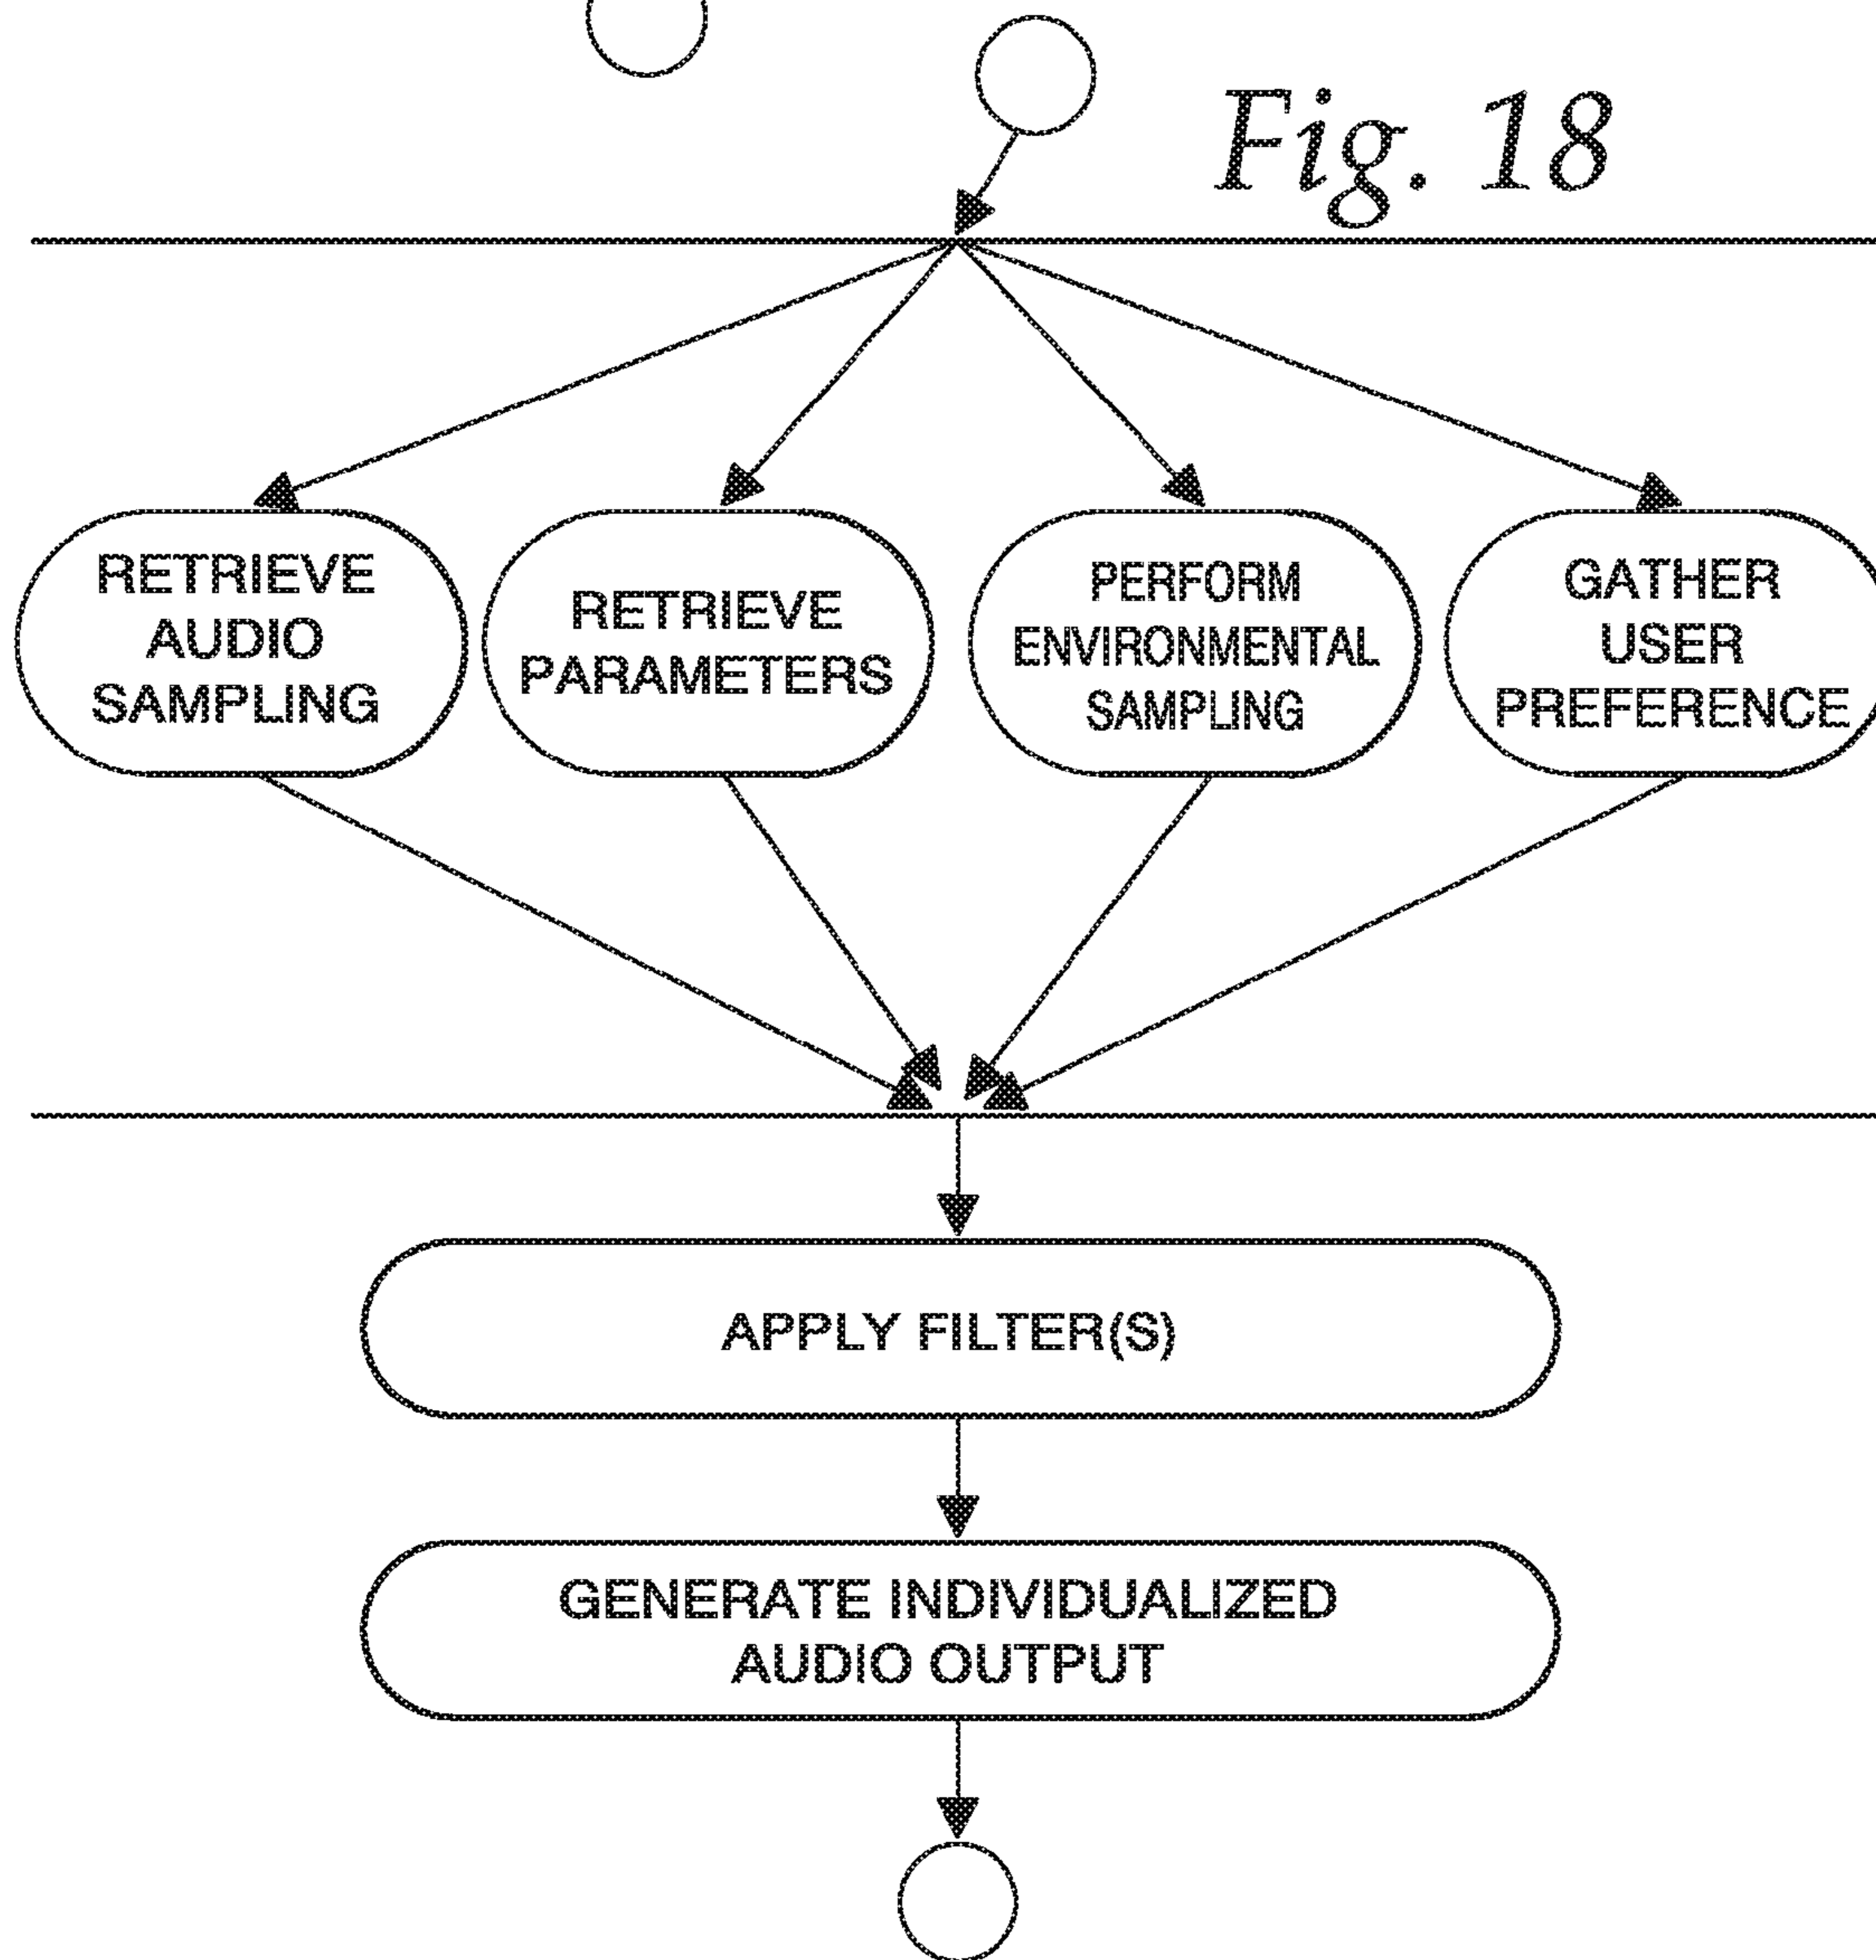 Fig. 18
RETRIEVE
AUDIO
SAMPLING
RETRIEVE
PARAMETERS
PERFORM
ENVIRONMENTAL
SAMPLING
GATHER
USER
PREFERENCE
APPLY FILTER(S)
GENERATE INDIVIDUALIZED
AUDIO OUTPUT